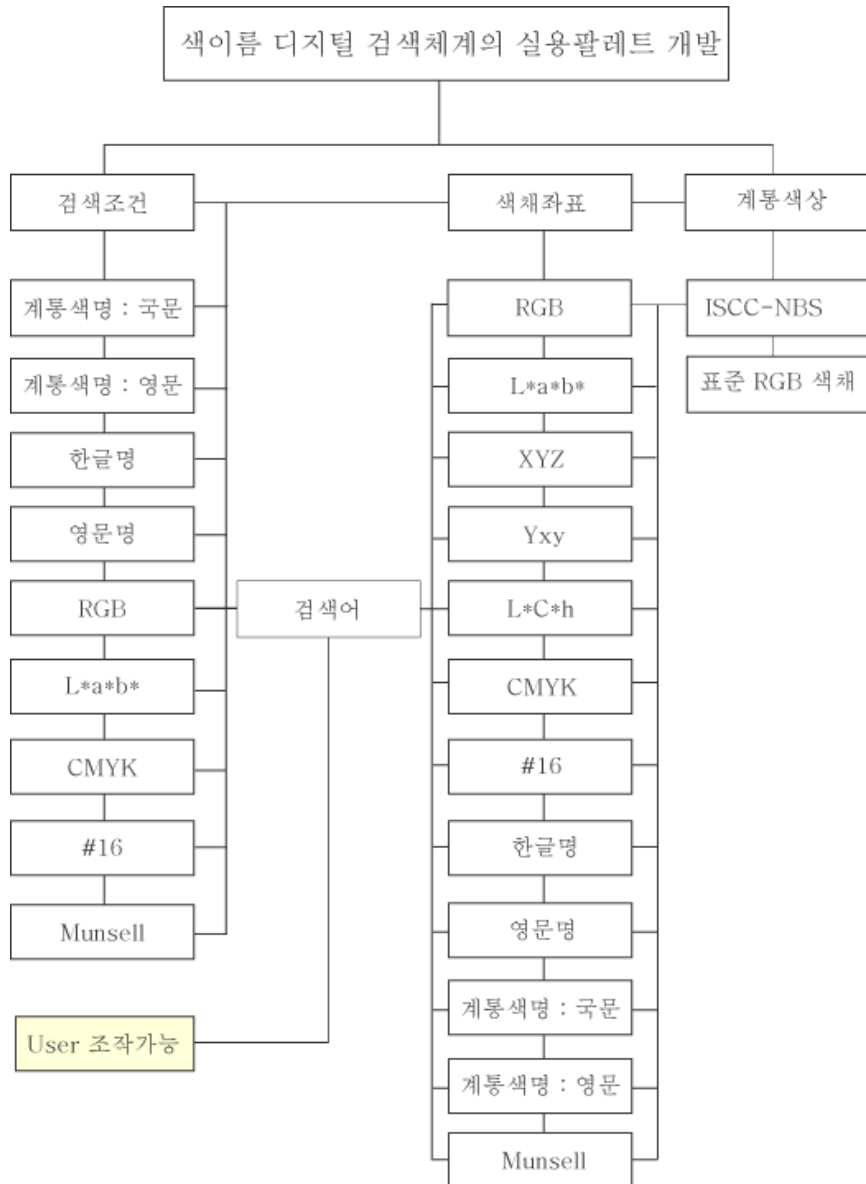 색이름 디지털 검색체계의 실용팔레트 개발
검색조건
계통색명 : 국문
계통색명 : 영문
한글명
영문명
RGB
L*a*b*
CMYK
#16
Munsell
User 조작가능
검색어
색채좌표
RGB
L*a*b*
XYZ
Yxy
L*C*h
CMYK
#16
한글명
영문명
계통색명 : 국문
계통색명 : 영문
Munsell
계통색상
ISCC-NBS
표준 RGB 색채